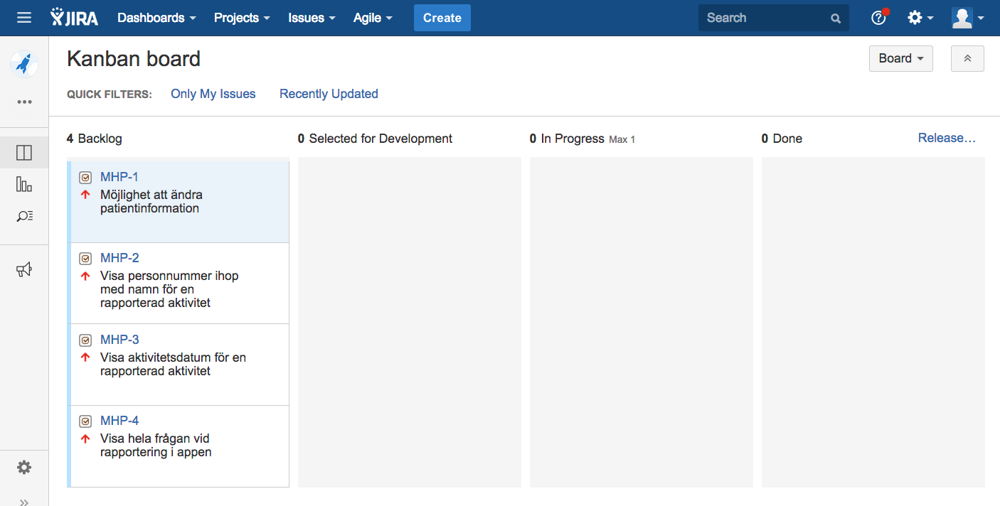 JIRA Dashboards Projects Issues Agile Create Search
Kanban board
Board
QUICK FILTERS: Only My Issues Recently Updated
4 Backlog
0 Selected for Development
0 In Progress Max 1
0 Done
Release…
MHP-1
Möjlighet att ändra
patientinformation
MHP-2
Visa personnummer ihop
med namn för en
rapporterad aktivitet
MHP-3
Visa aktivitetsdatum för en
rapporterad aktivitet
MHP-4
Visa hela frågan vid
rapportering i appen